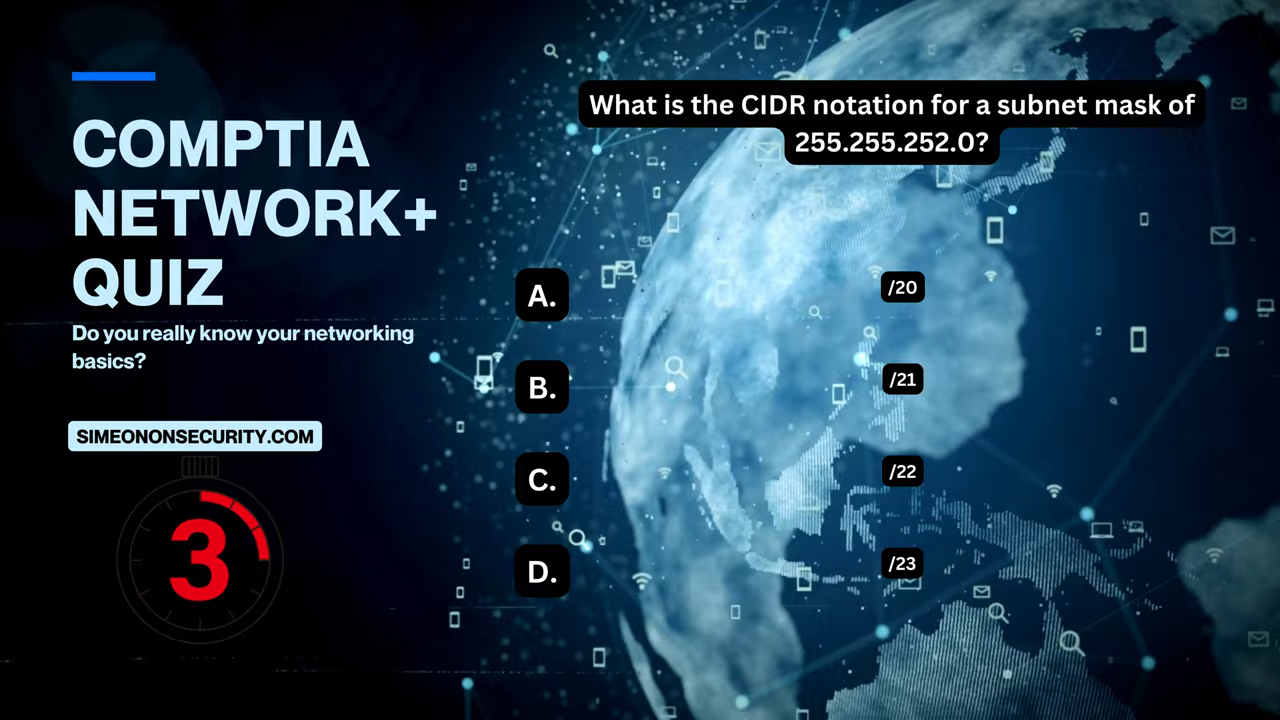 COMPTIA
NETWORK+
QUIZ
Do you really know your networking
basics?
SIMEONONSECURITY.COM
3
What is the CIDR notation for a subnet mask of
255.255.252.0?
A. /20
B. /21
C. /22
D. /23